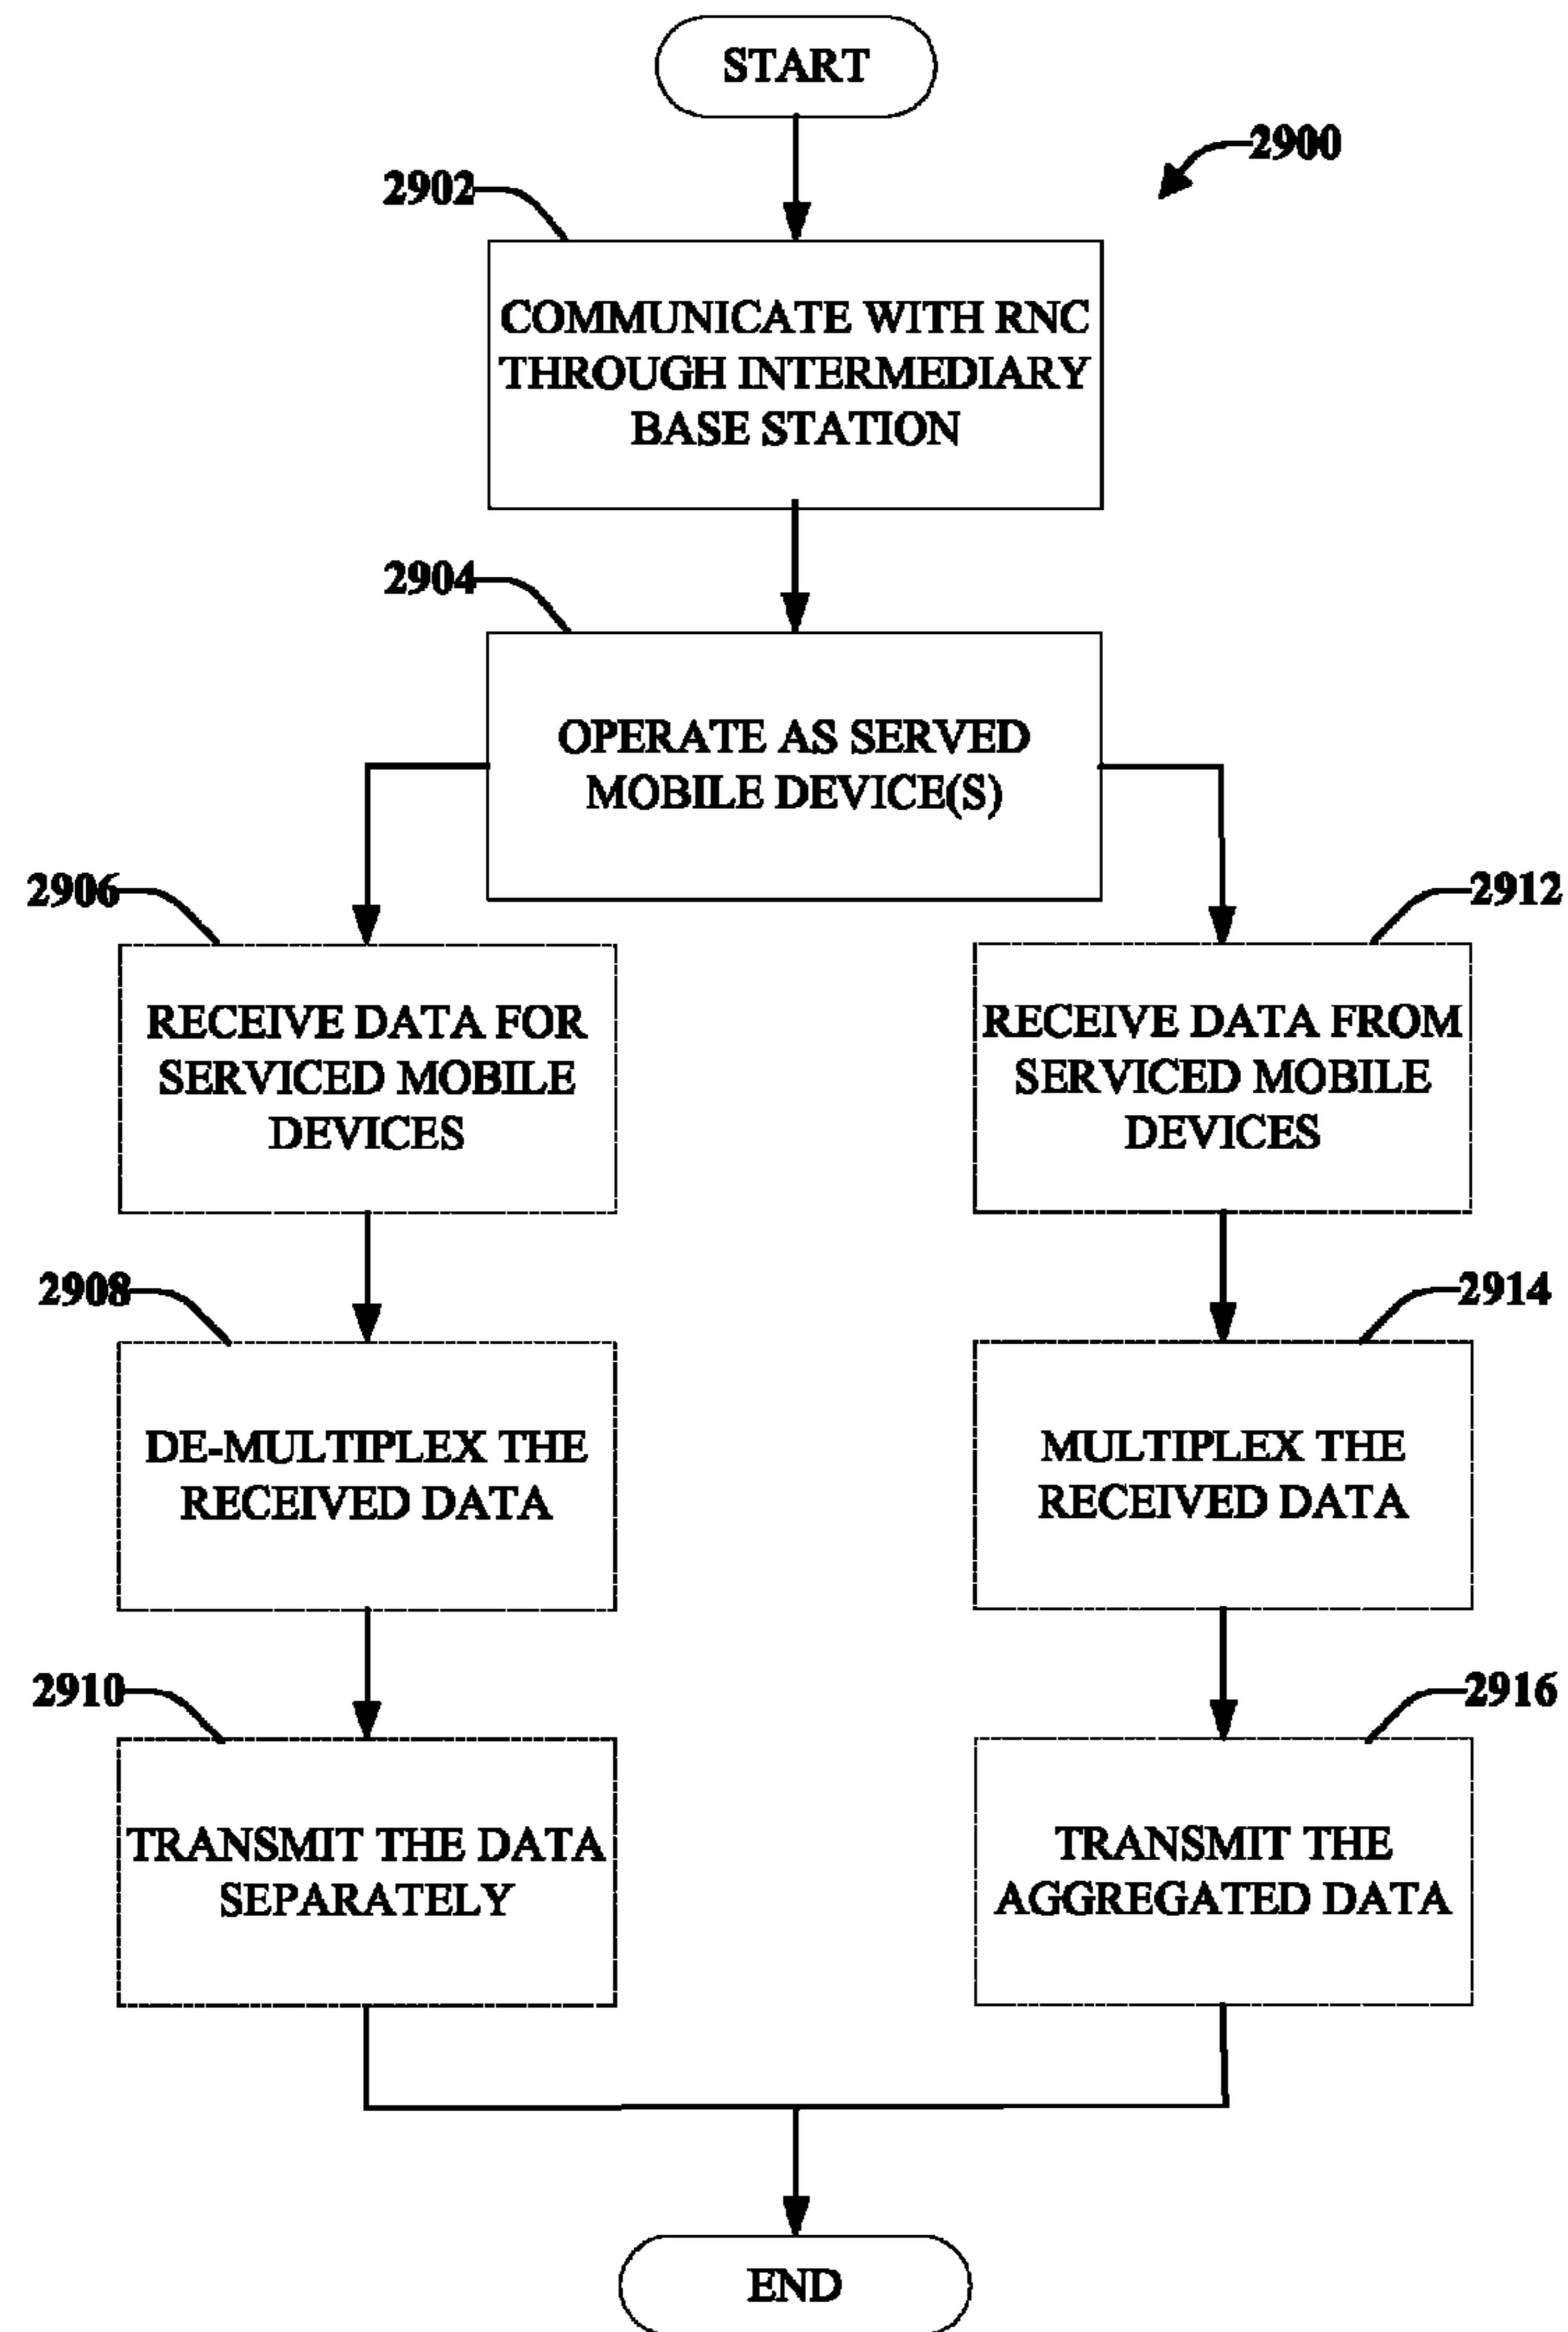 START
2900
2902
COMMUNICATE WITH RNC
THROUGH INTERMEDIARY
BASE STATION
2904
OPERATE AS SERVED
MOBILE DEVICE(S)
2906
RECEIVE DATA FOR
SERVICED MOBILE
DEVICES
2912
RECEIVE DATA FROM
SERVICED MOBILE
DEVICES
2908
DE-MULTIPLEX THE
RECEIVED DATA
2914
MULTIPLEX THE
RECEIVED DATA
2910
TRANSMIT THE DATA
SEPARATELY
2916
TRANSMIT THE
AGGREGATED DATA
END